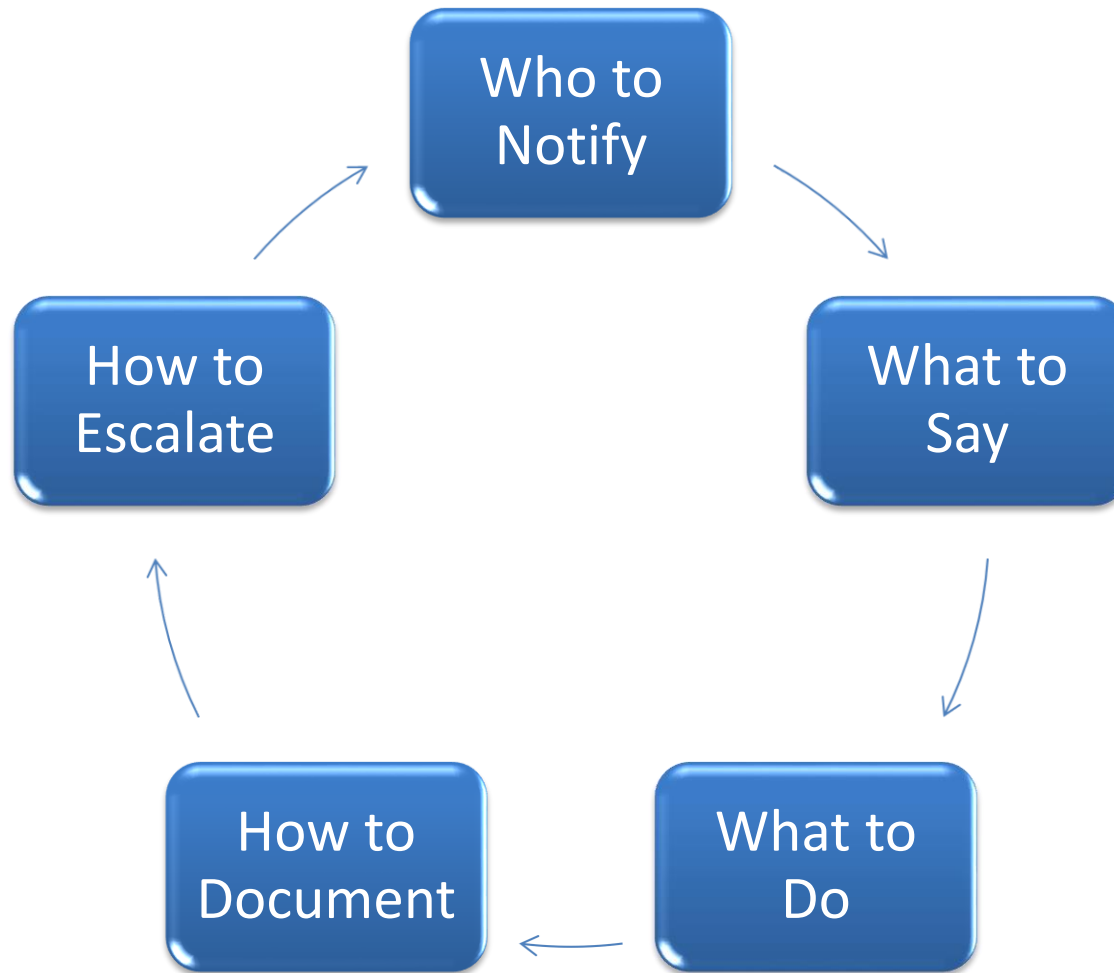 Who to
Notify
What to
Say
What to
Do
How to
Document
How to
Escalate